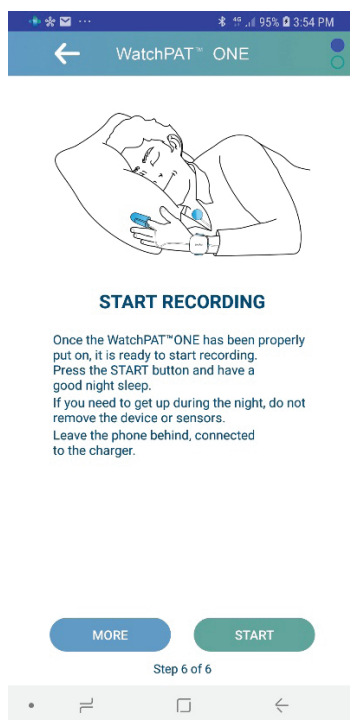 4G 95% 3:54 PM
WatchPAT™ ONE
START RECORDING
Once the WatchPAT™ONE has been properly
put on, it is ready to start recording.
Press the START button and have a
good night sleep.
If you need to get up during the night, do not
remove the device or sensors.
Leave the phone behind, connected
to the charger.
MORE
START
Step 6 of 6